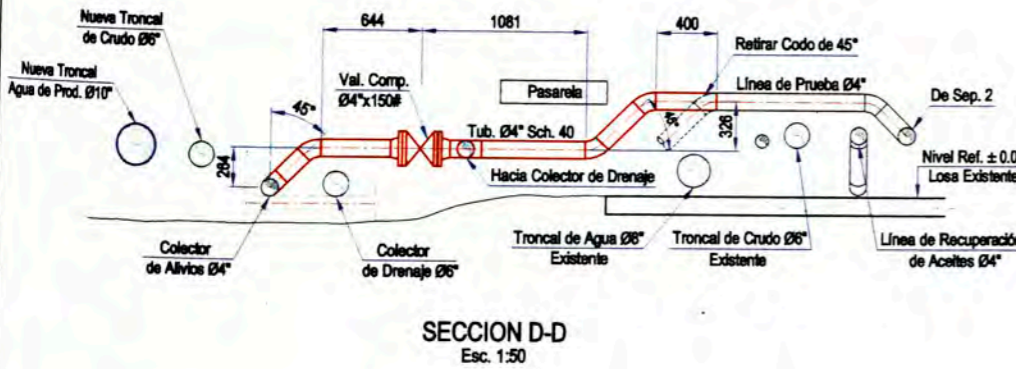 Nueva Troncal
de Crudo Ø6"
Nueva Troncal
Agua de Prod. Ø10"
644
1081
400
Retirar Codo de 45°
Val. Comp.
Ø4"x150#
Pasarela
Línea de Prueba Ø4"
De Sep. 2
45°
284
Tub. Ø4" Sch. 40
45°
326
Hacia Colector de Drenaje
Nivel Ref. ± 0.0
Losa Existente
Colector
de Alivios Ø4"
Colector
de Drenaje Ø6"
Troncal de Agua Ø8"
Existente
Troncal de Crudo Ø6"
Existente
Línea de Recuperación
de Aceites Ø4"
SECCION D-D
Esc. 1:50